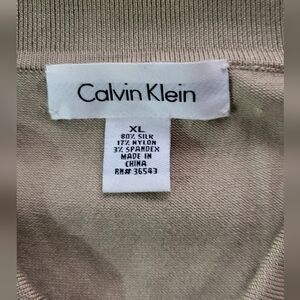 Calvin Klein
XL
80% SILK
17% NYLON
3% SPANDEX
MADE IN
CHINA
RN# 36543